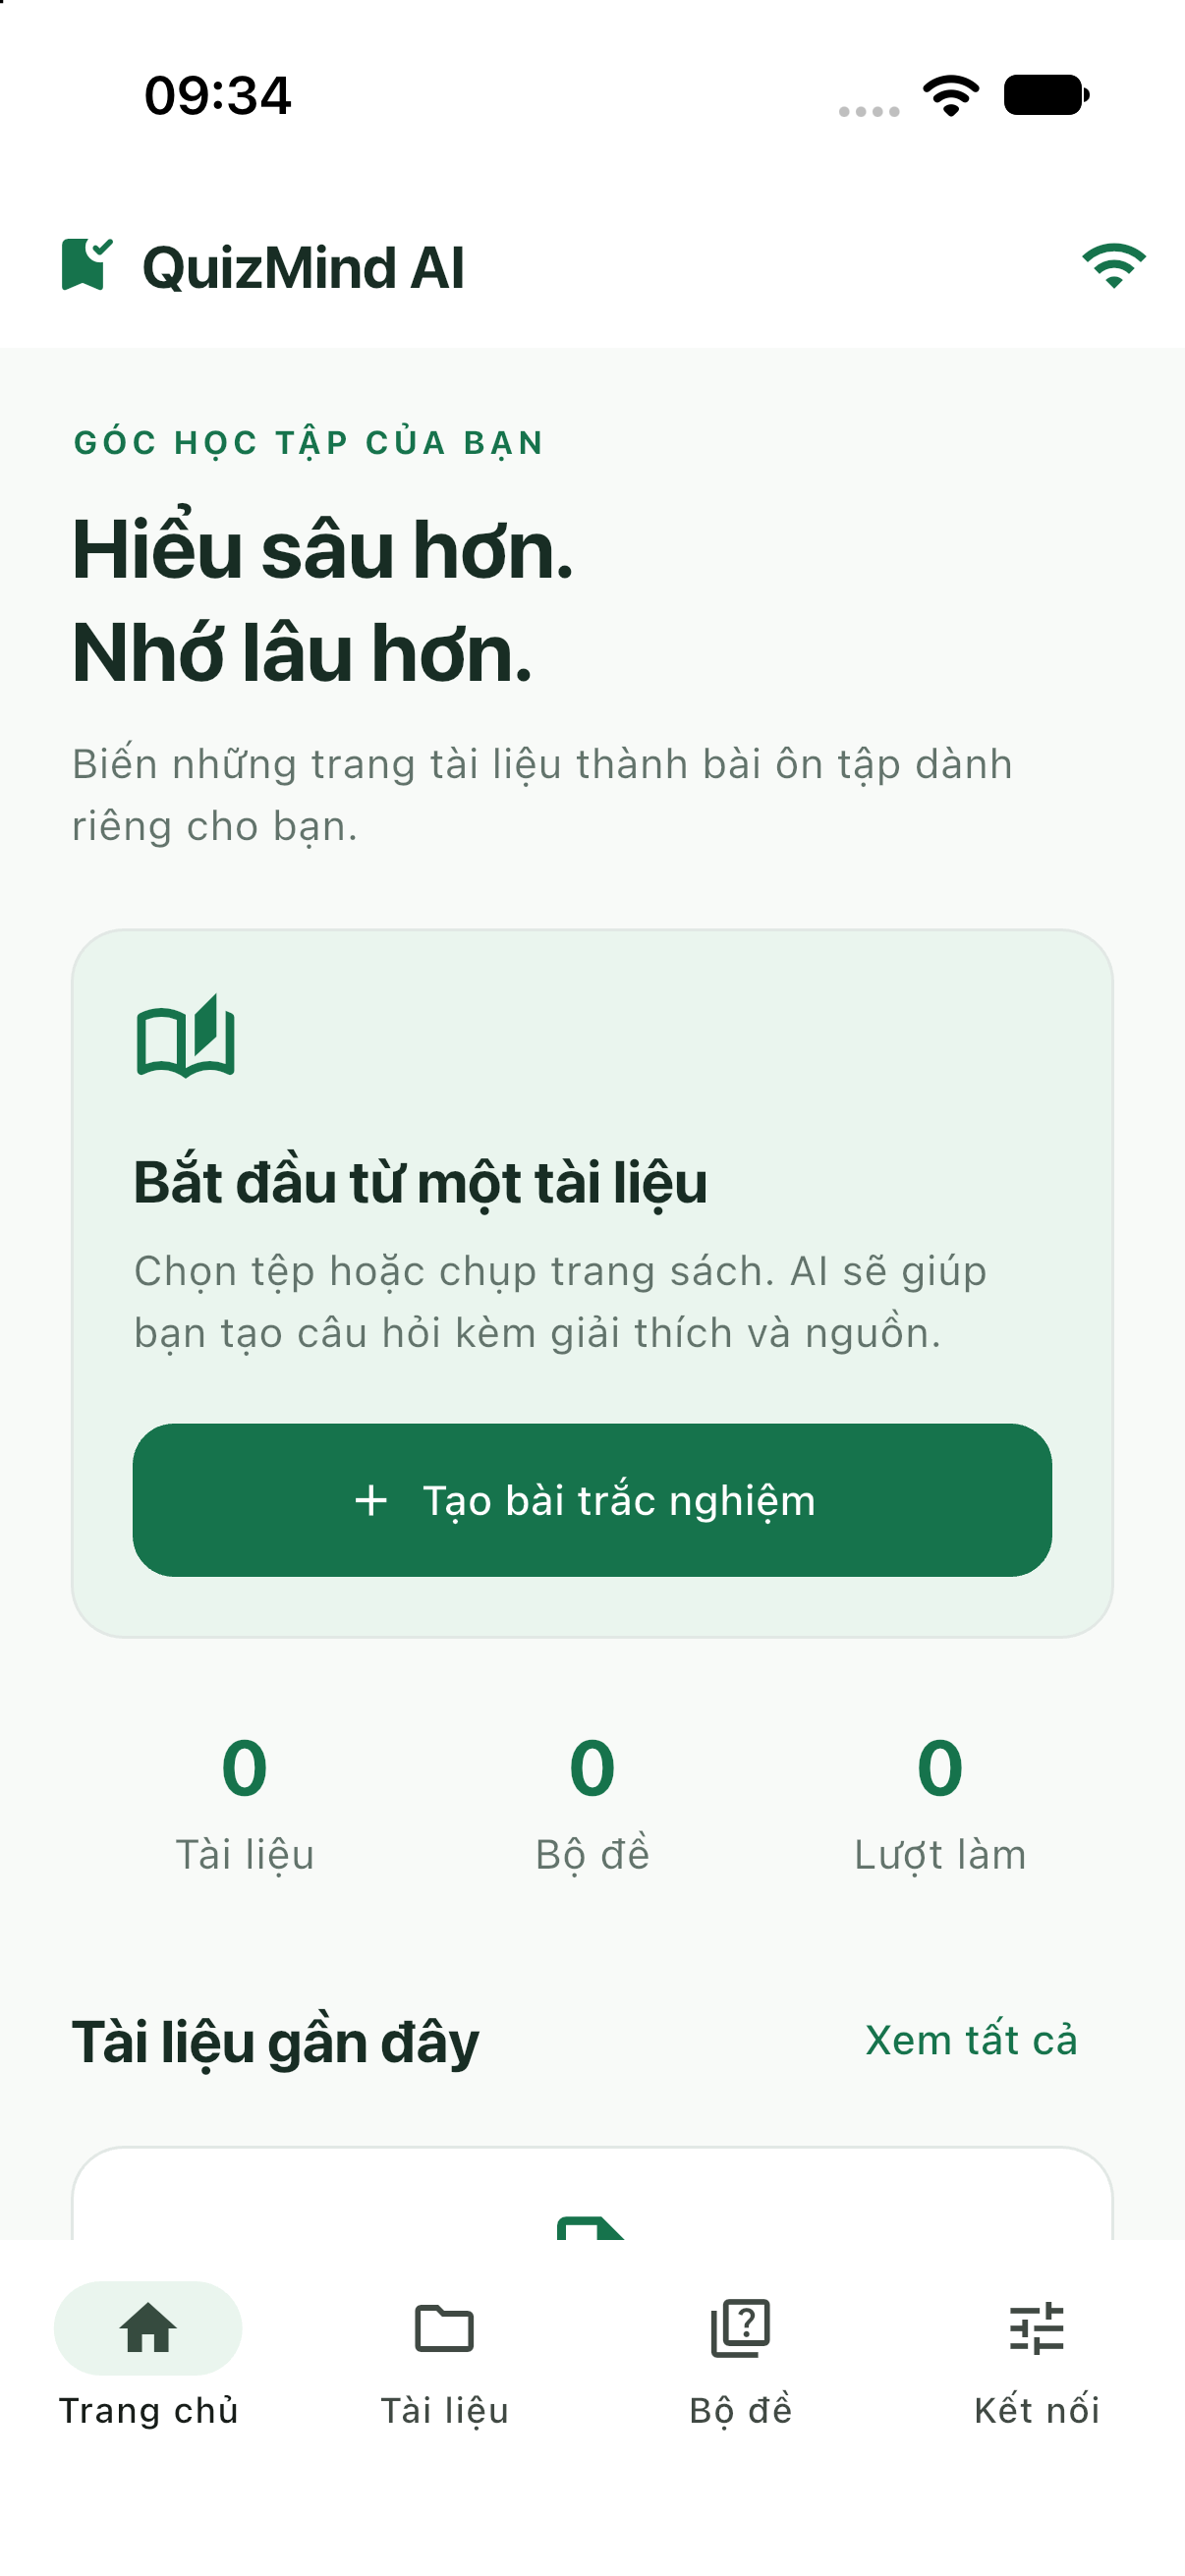 09:34
QuizMind AI
GÓC HỌC TẬP CỦA BẠN
Hiểu sâu hơn.
Nhớ lâu hơn.
Biến những trang tài liệu thành bài ôn tập dành
riêng cho bạn.
Bắt đầu từ một tài liệu
Chọn tệp hoặc chụp trang sách. AI sẽ giúp
bạn tạo câu hỏi kèm giải thích và nguồn.
+ Tạo bài trắc nghiệm
0 0 0
Tài liệu Bộ đề Lượt làm
Tài liệu gần đây Xem tất cả
Trang chủ Tài liệu Bộ đề Kết nối